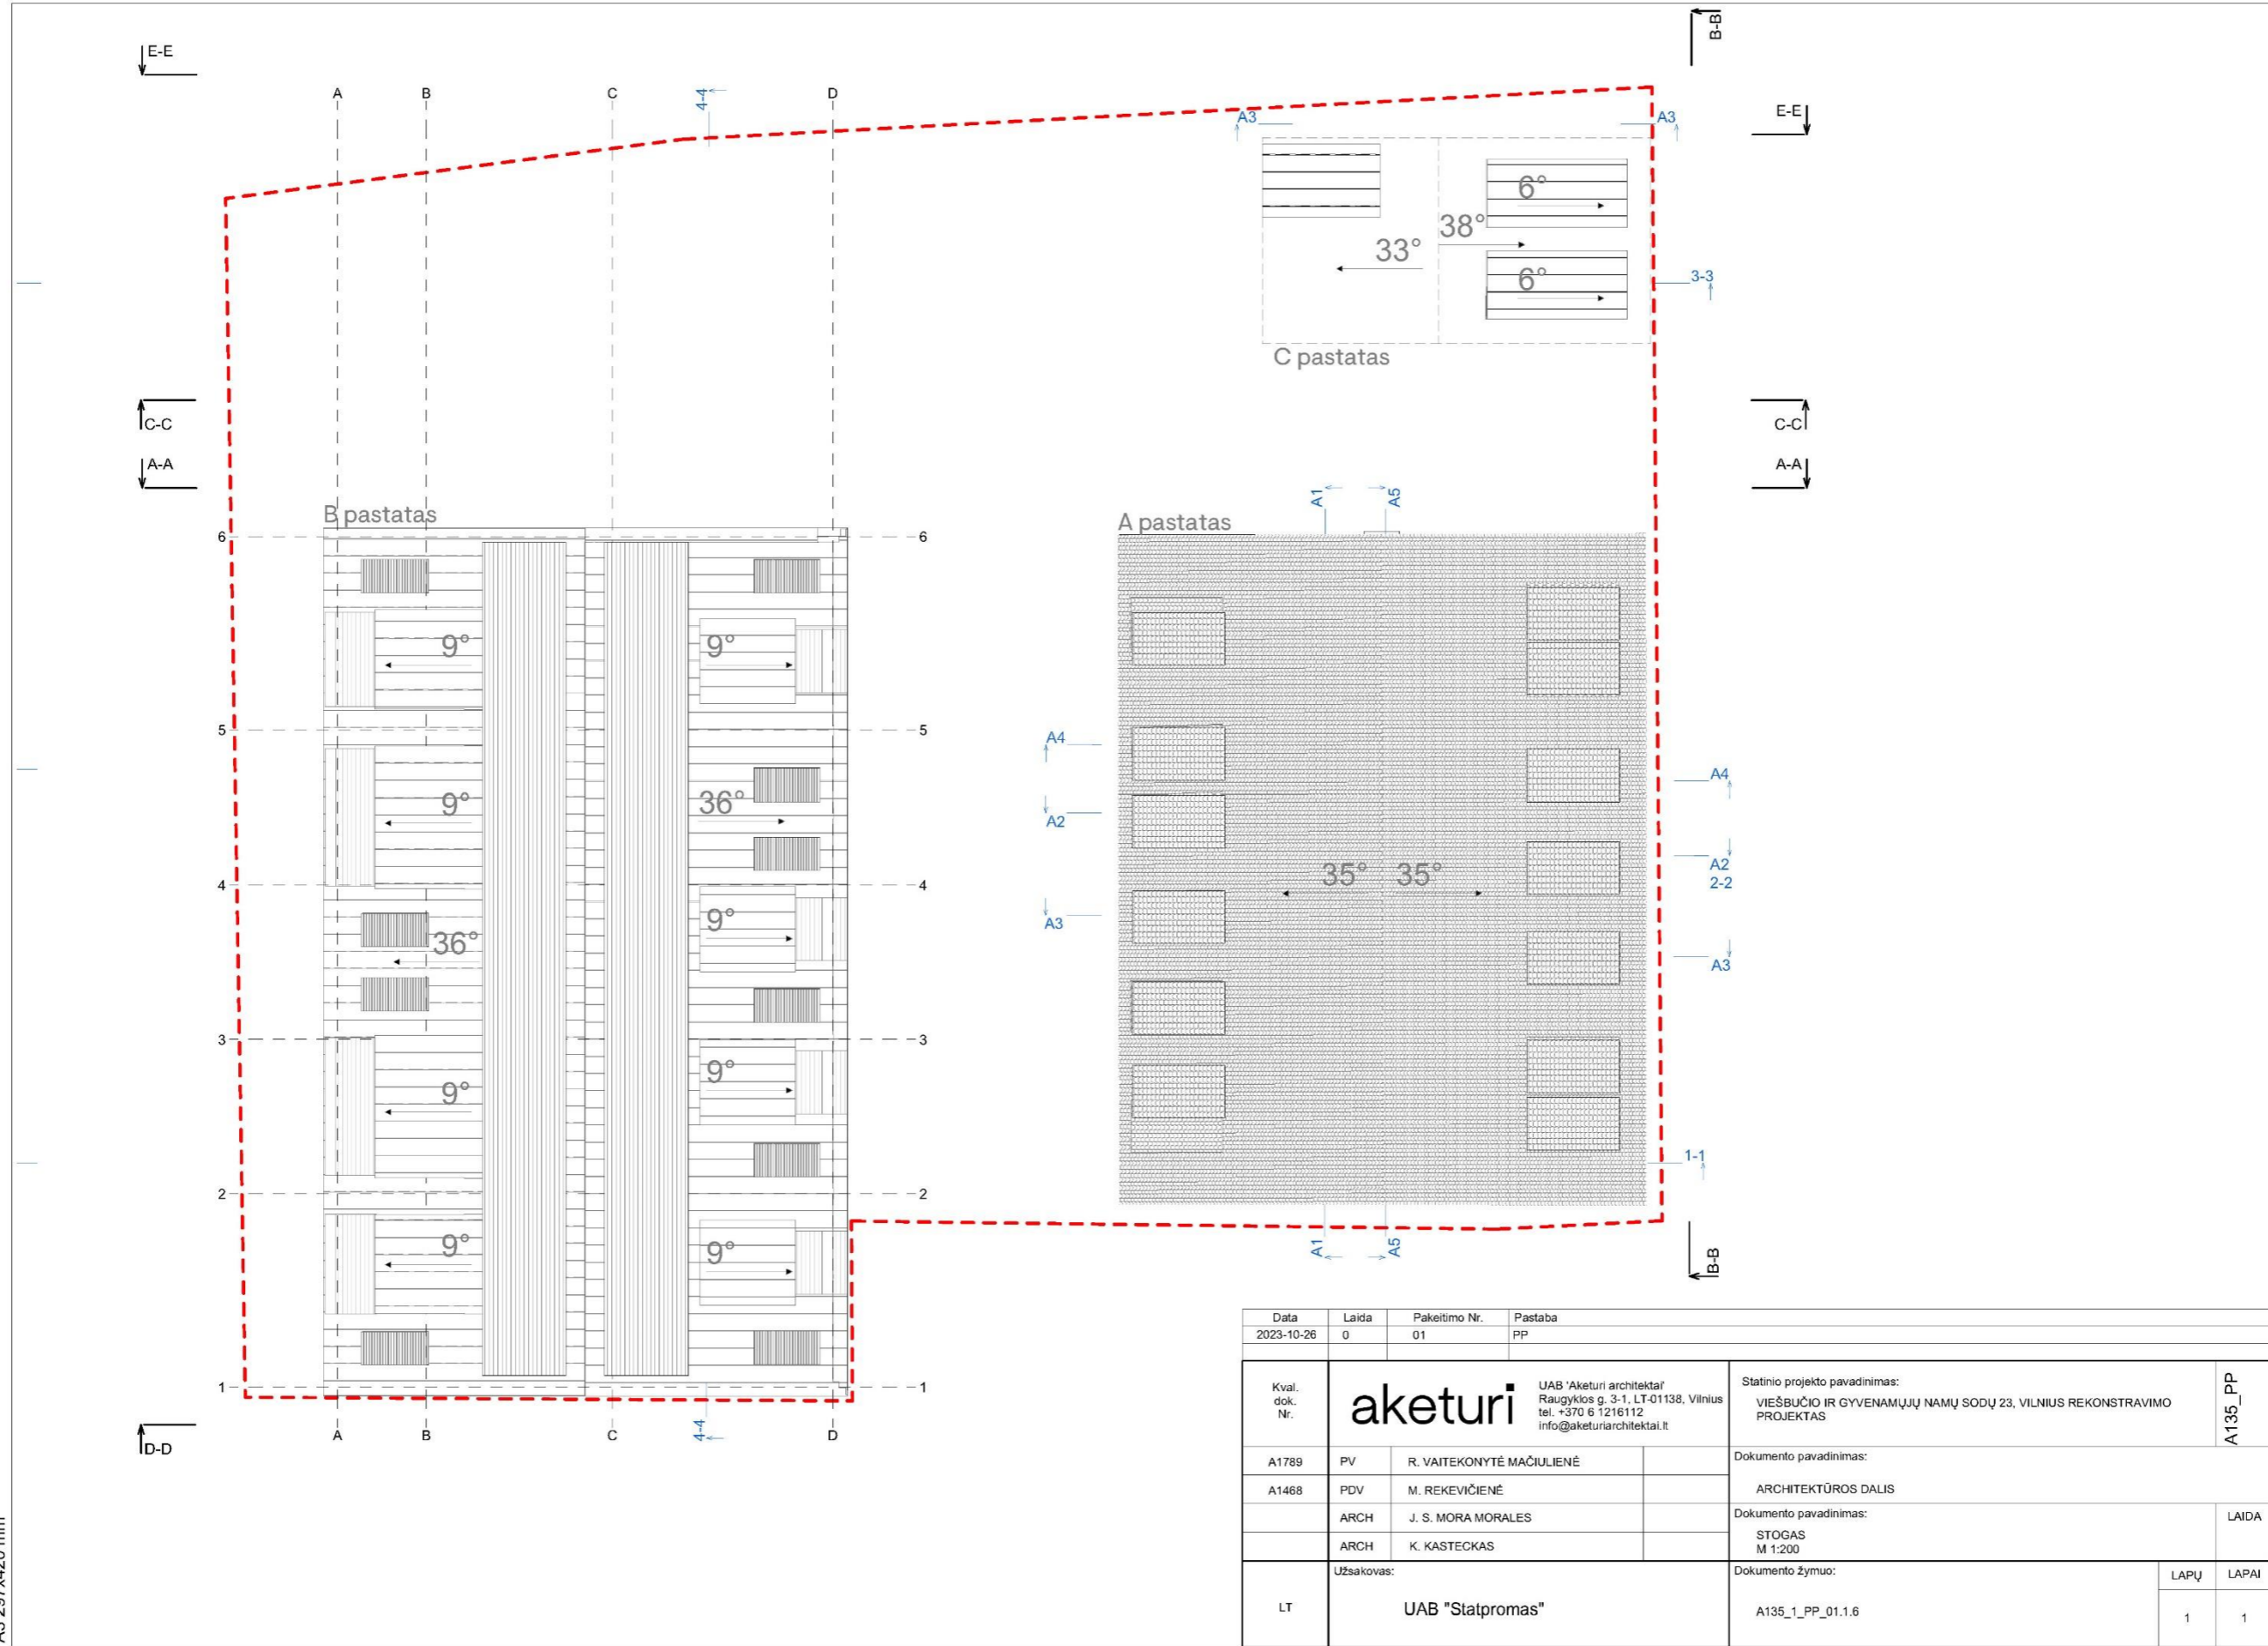 B-B
E-E
A
B
C
4-4
D
E-E
A3
A3
6°
38°
33°
6°
3-3
C pastatas
C-C
A-A
C-C
A-A
B pastatas
A pastatas
A1
A5
6
6
9°
9°
5
5
A4
A4
9°
36°
A2
A2
2-2
4
4
35°
35°
9°
A3
A3
36°
3
3
9°
9°
1-1
2
2
9°
9°
A1
A5
B-B
1
1
D-D
A
B
C
4-4
D
Data
Laida
Pakeitimo Nr.
Pastaba
2023-10-26
0
01
PP
Kval.
dok.
Nr.
aketuri
UAB 'Aketuri architektai'
Raugyklos g. 3-1, LT-01138, Vilnius
tel. +370 6 1216112
info@aketuriarchitektai.lt
Statinio projekto pavadinimas:
VIEŠBUČIO IR GYVENAMŲJŲ NAMŲ SODŲ 23, VILNIUS REKONSTRAVIMO
PROJEKTAS
A135_PP
A1789
PV
R. VAITEKONYTĖ MAČIULIENĖ
Dokumento pavadinimas:
ARCHITEKTŪROS DALIS
A1468
PDV
M. REKEVIČIENĖ
ARCH
J. S. MORA MORALES
Dokumento pavadinimas:
STOGAS
M 1:200
LAIDA
ARCH
K. KASTECKAS
Užsakovas:
Dokumento žymuo:
LAPŲ
LAPAI
LT
UAB "Statpromas"
A135_1_PP_01.1.6
1
1